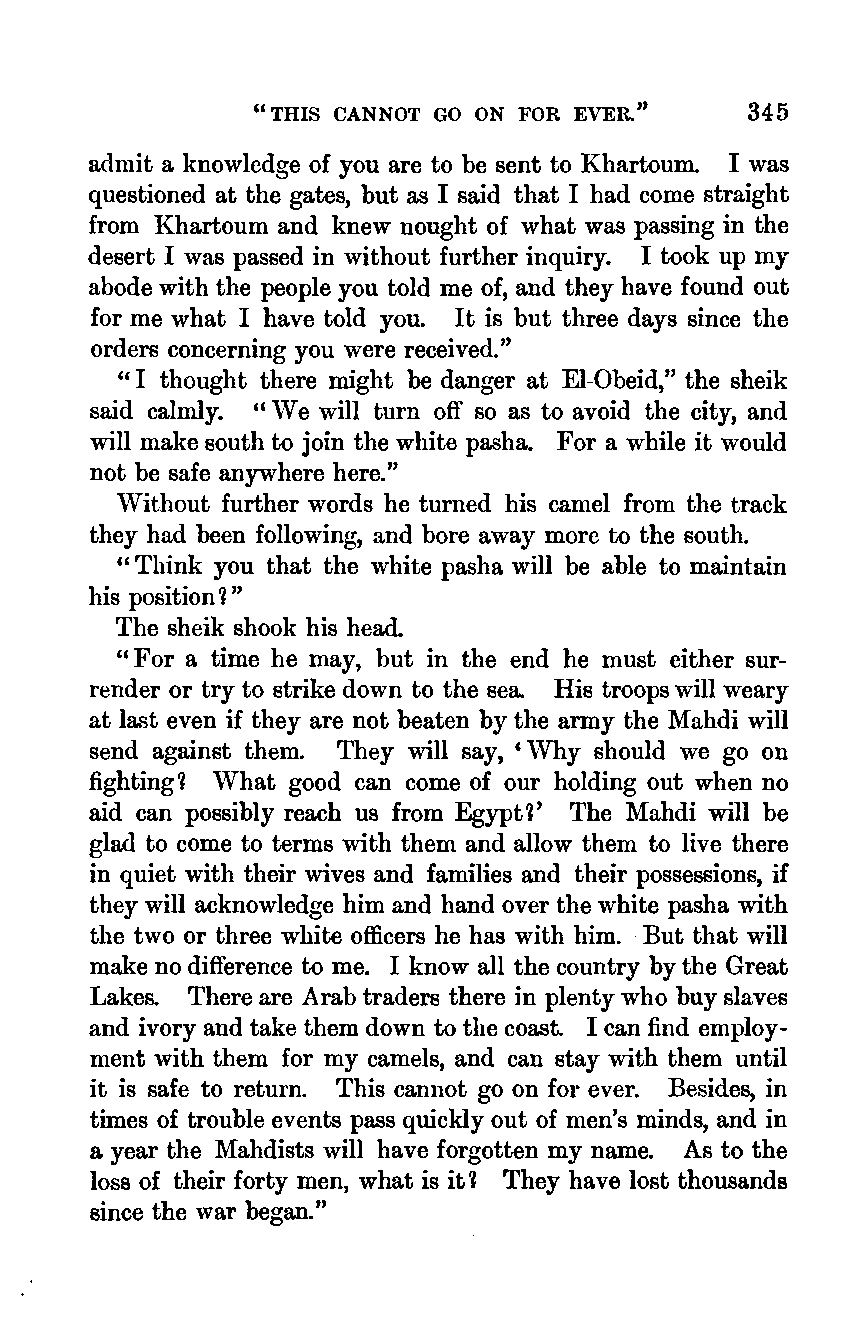 “THIS CANNOT GO ON FOR EVER.” 345
admit a knowledge of you are to be sent to Khartoum. I was
questioned at the gates, but as I said that I had come straight
from Khartoum and knew nought of what was passing in the
desert I was passed in without further inquiry. I took up my
abode with the people you told me of, and they have found out
for me what I have told you. It is but three days since the
orders concerning you were received.”
“I thought there might be danger at El-Obeid,” the sheik
said calmly. “We will turn off so as to avoid the city, and
will make south to join the white pasha. For a while it would
not be safe anywhere here.”
Without further words he turned his camel from the track
they had been following, and bore away more to the south.
“Think you that the white pasha will be able to maintain
his position?”
The sheik shook his head.
“For a time he may, but in the end he must either sur-
render or try to strike down to the sea. His troops will weary
at last even if they are not beaten by the army the Mahdi will
send against them. They will say, ‘Why should we go on
fighting? What good can come of our holding out when no
aid can possibly reach us from Egypt?’ The Mahdi will be
glad to come to terms with them and allow them to live there
in quiet with their wives and families and their possessions, if
they will acknowledge him and hand over the white pasha with
the two or three white officers he has with him. But that will
make no difference to me. I know all the country by the Great
Lakes. There are Arab traders there in plenty who buy slaves
and ivory and take them down to the coast. I can find employ-
ment with them for my camels, and can stay with them until
it is safe to return. This cannot go on for ever. Besides, in
times of trouble events pass quickly out of men’s minds, and in
a year the Mahdists will have forgotten my name. As to the
loss of their forty men, what is it? They have lost thousands
since the war began.”